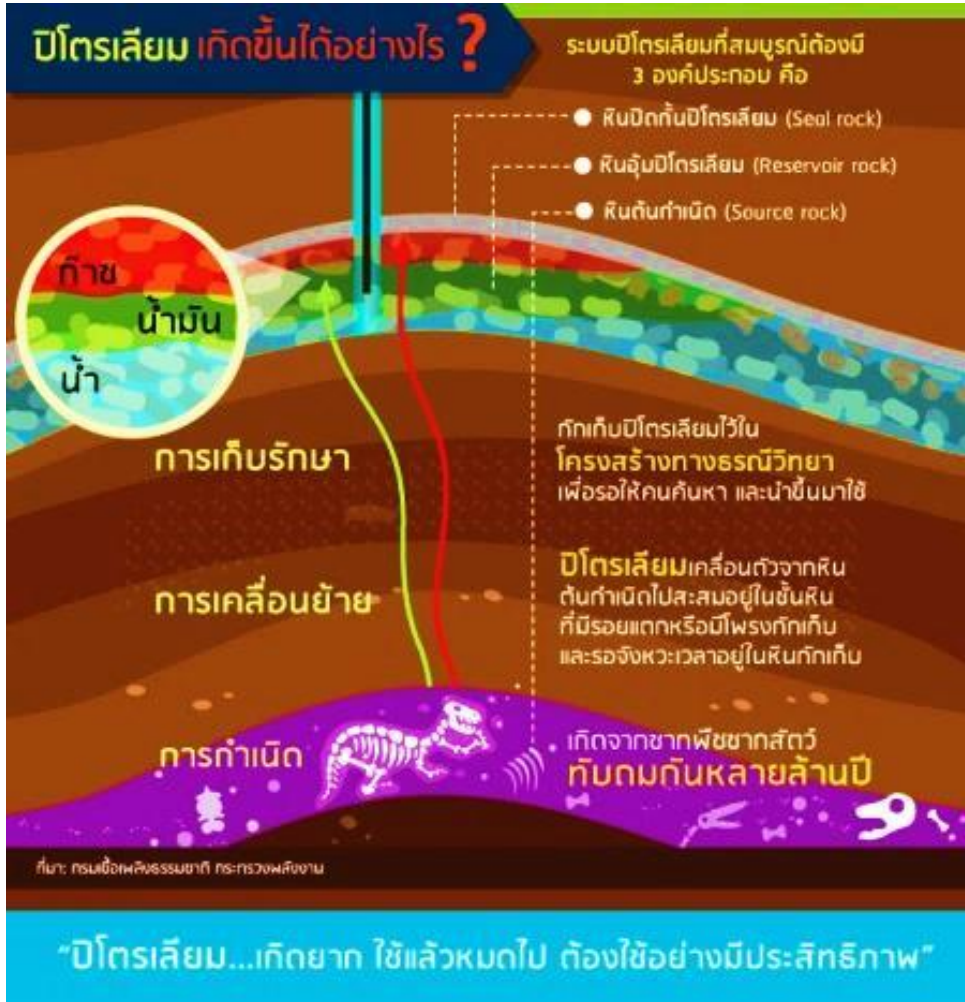 ปิโตรเลียม เกิดขึ้นได้อย่างไร ?
ระบบปิโตรเลียมที่สมบูรณ์ต้องมี
3 องค์ประกอบ คือ
หินปิดกั้นปิโตรเลียม (Seal rock)
หินอุ้มปิโตรเลียม (Reservoir rock)
หินต้นกำเนิด (Source rock)
ก๊าซ
น้ำมัน
น้ำ
การเก็บรักษา
กักเก็บปิโตรเลียมไว้ใน
โครงสร้างทางธรณีวิทยา
เพื่อรอให้คนค้นหา และนำขึ้นมาใช้
การเคลื่อนย้าย
ปิโตรเลียมเคลื่อนตัวจากหิน
ต้นกำเนิดไปสะสมอยู่ในชั้นหิน
ที่มีรอยแตกหรือมีโพรงกักเก็บ
และรอจังหวะเวลาอยู่ในหินกักเก็บ
การกำเนิด
เกิดจากซากพืชซากสัตว์
ทับถมกันหลายล้านปี
ที่มา: กรมเชื้อเพลิงธรรมชาติ กระทรวงพลังงาน
“ปิโตรเลียม...เกิดยาก ใช้แล้วหมดไป ต้องใช้อย่างมีประสิทธิภาพ”